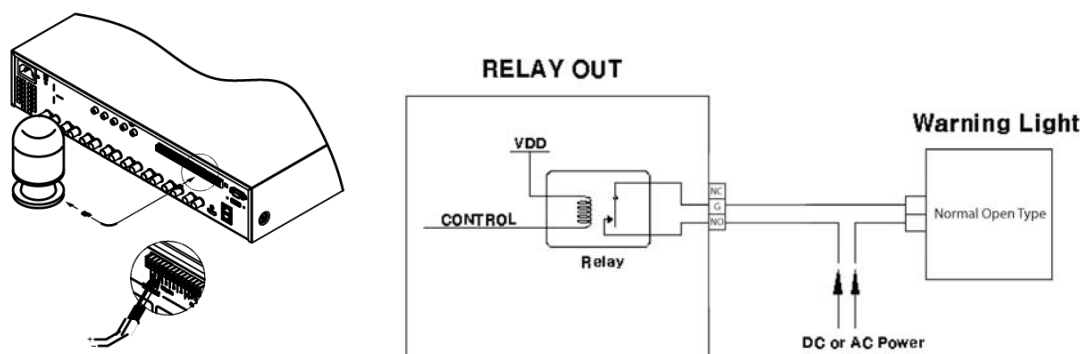 RELAY OUT
VDD
CONTROL
Relay
NC
G
NO
Warning Light
Normal Open Type
DC or AC Power